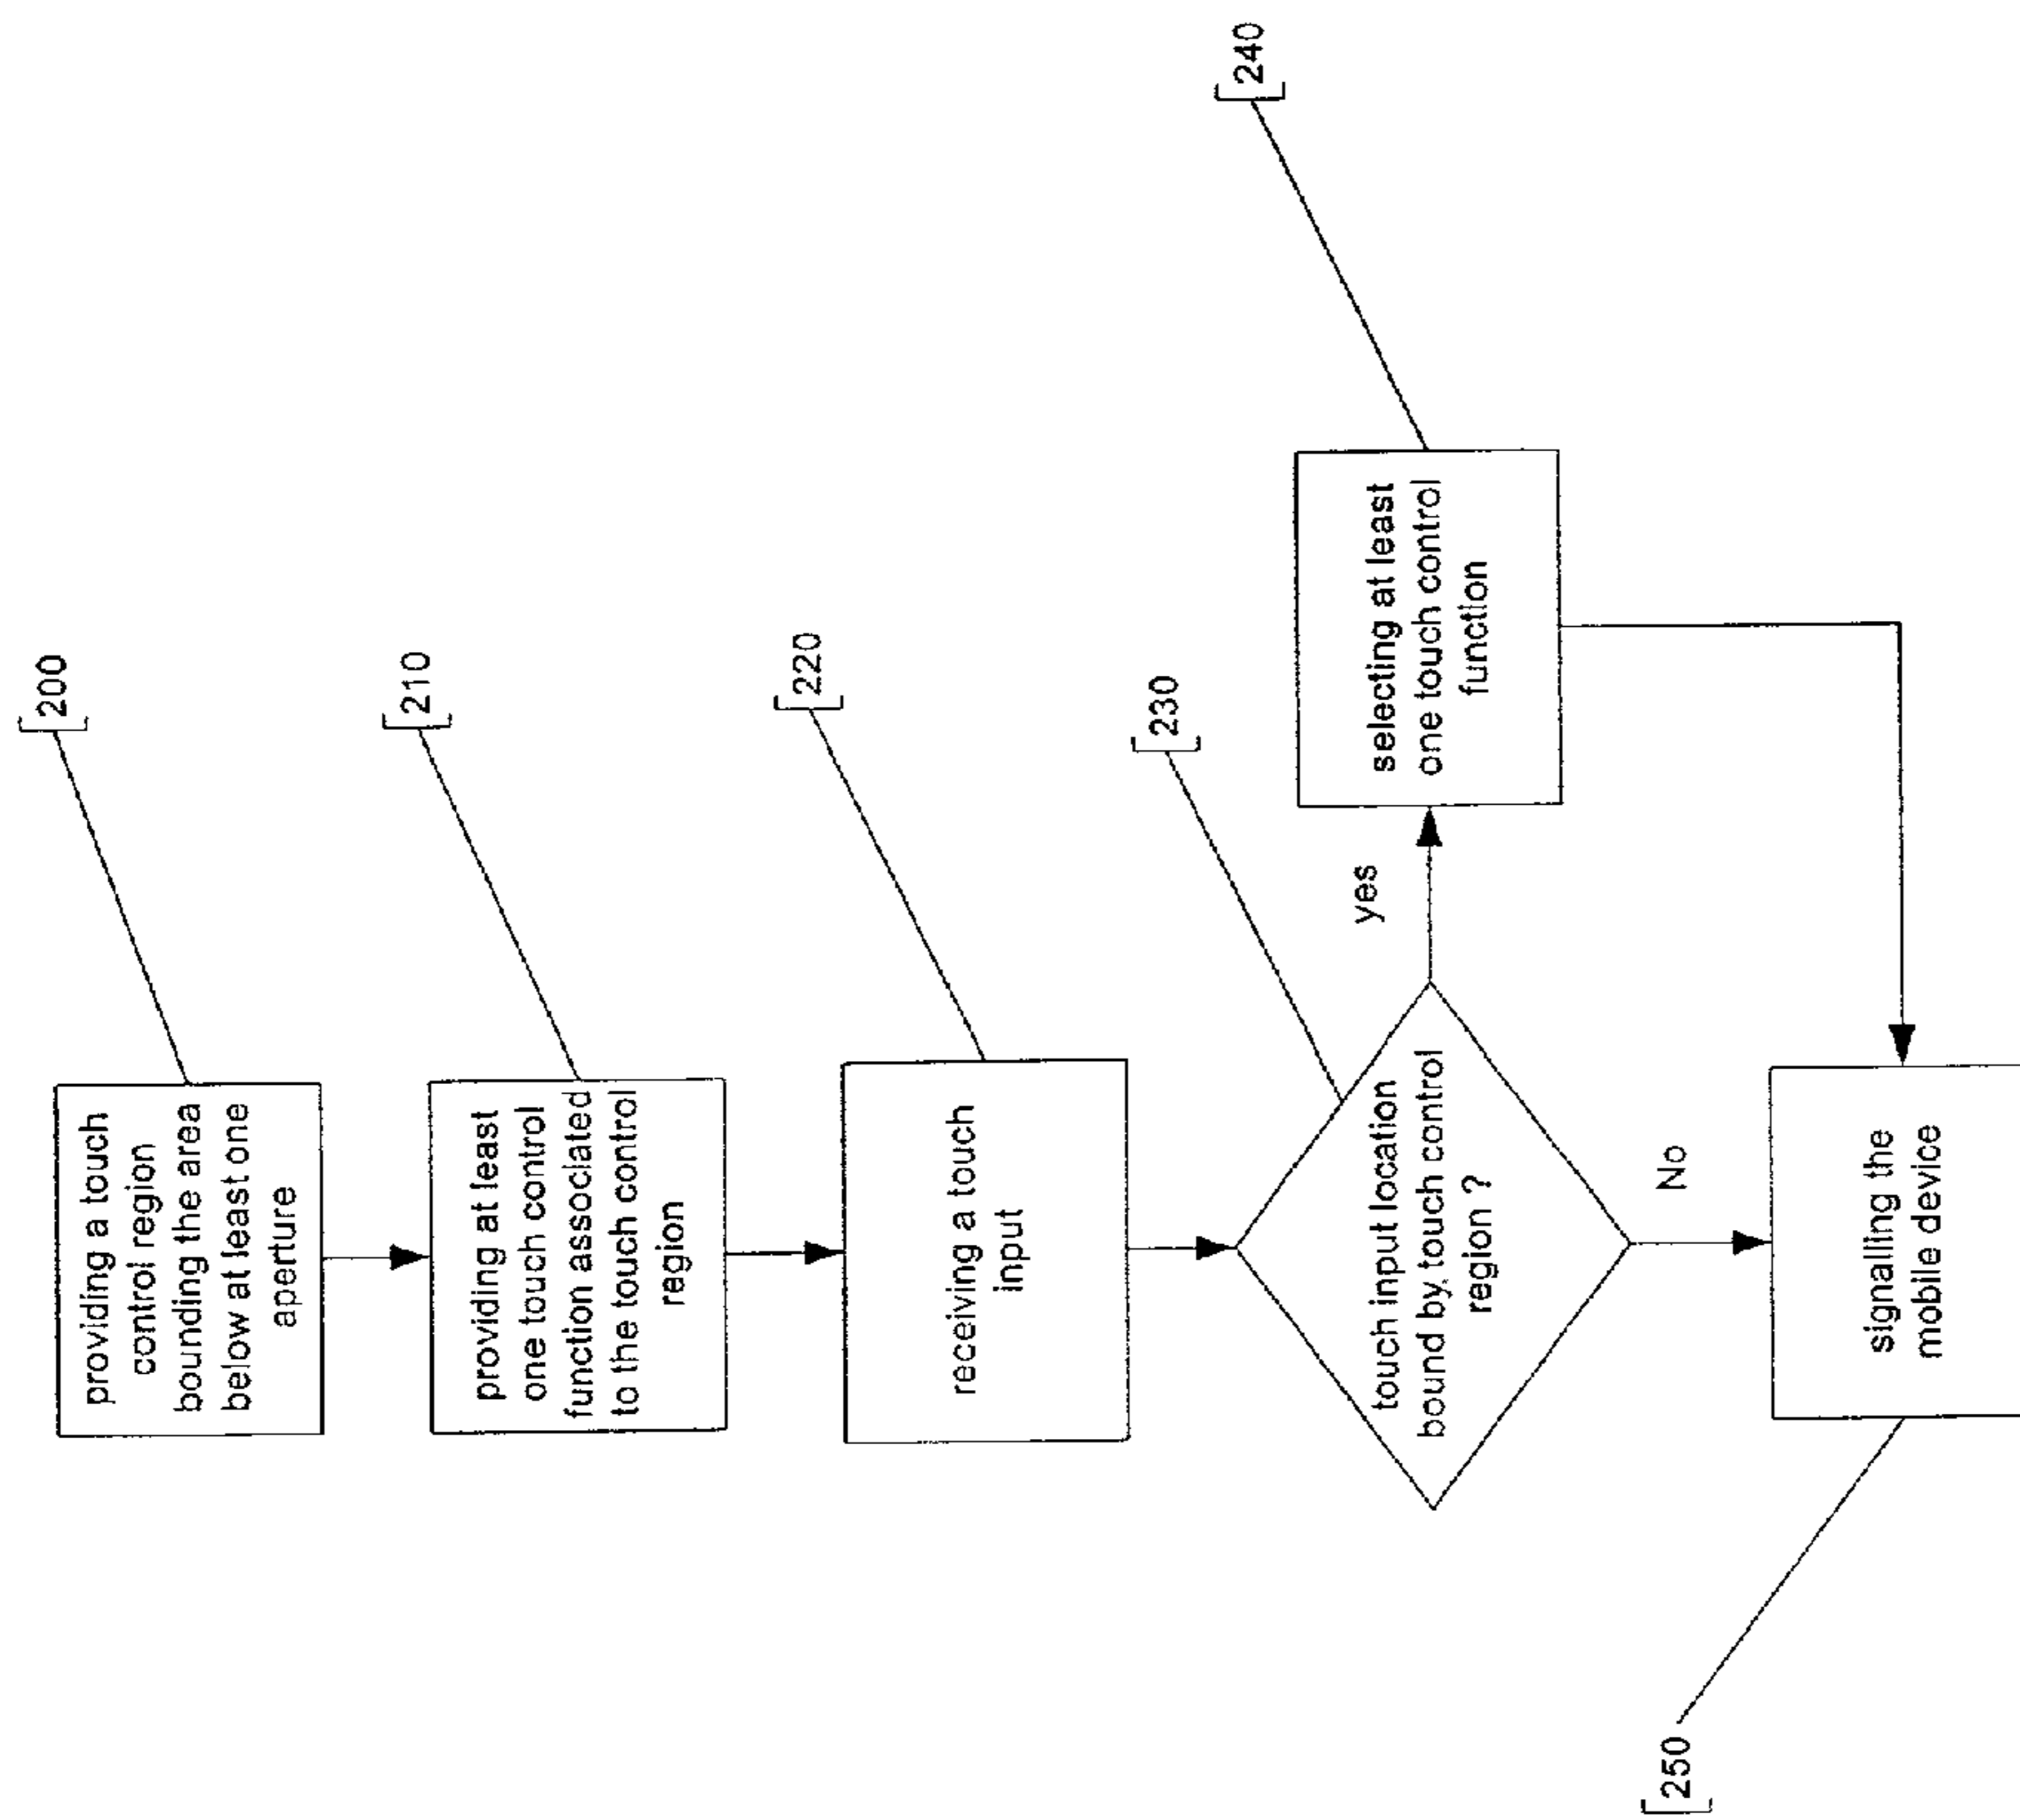 providing a touch
control region
bounding the area
below at least one
aperture
[200
providing at least
one touch control
function associated
to the touch control
region
[210
receiving a touch
input
[220
touch input location
bound by touch control
region ?
[230
yes
selecting at least
one touch control
function
[240
No
signalling the
mobile device
[250